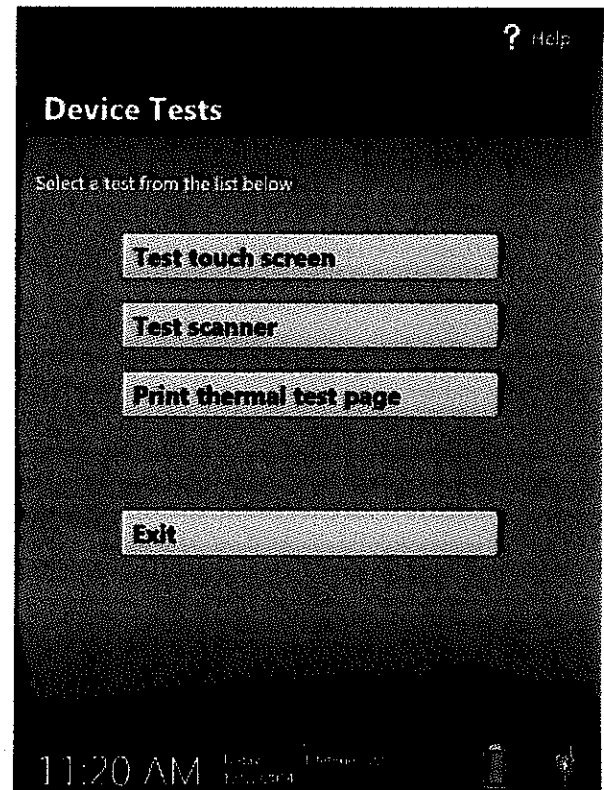 ? Help
Device Tests
Select a test from the list below
Test touch screen
Test scanner
Print thermal test page
Exit
11:20 AM